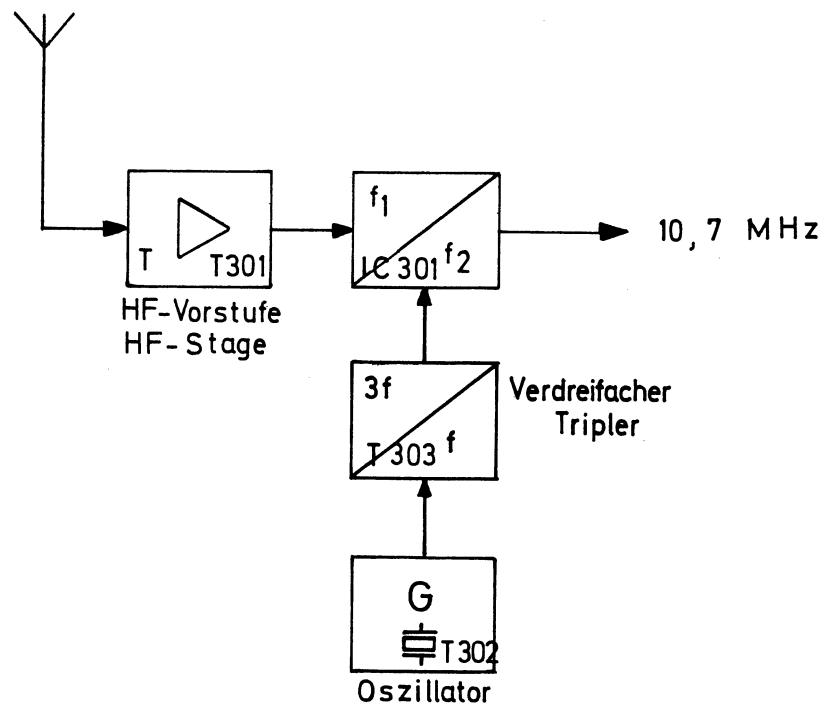 f1
10,7 MHz
T
T301
IC 301
f2
HF-Vorstufe
HF-Stage
3f
Verdreifacher
Tripler
T 303
f
G
T302
Oszillator